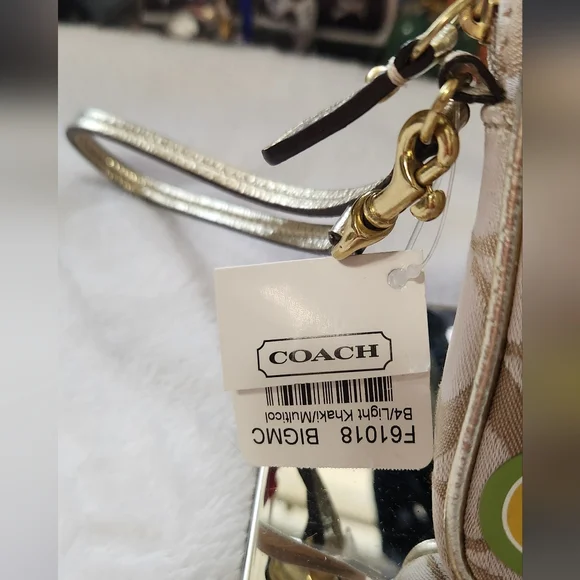 COACH
F61018 BIGMC
B4/Light Khaki/Multicol